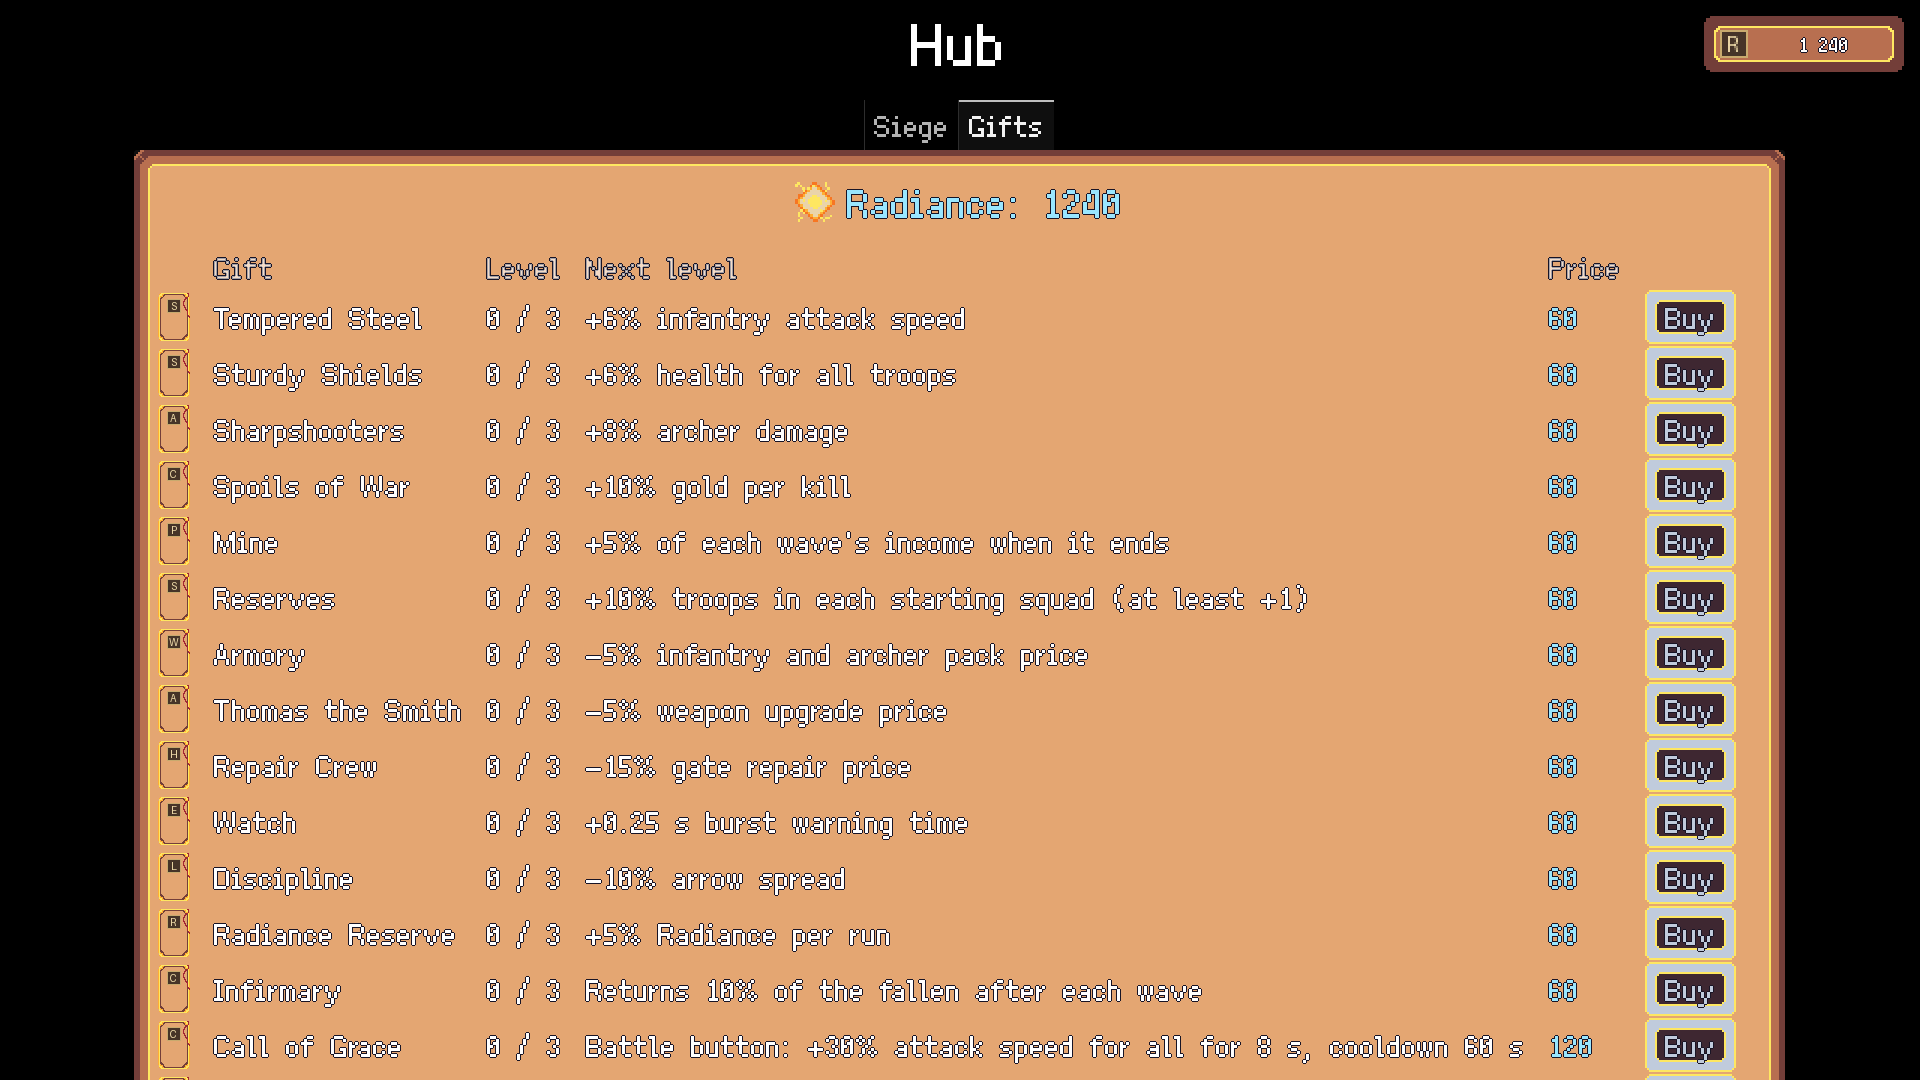 Hub
R 1 240
Siege Gifts
Radiance: 1240
Gift Level Next level Price
S Tempered Steel 0 / 3 +6% infantry attack speed 60 Buy
S Sturdy Shields 0 / 3 +6% health for all troops 60 Buy
A Sharpshooters 0 / 3 +8% archer damage 60 Buy
C Spoils of War 0 / 3 +10% gold per kill 60 Buy
P Mine 0 / 3 +5% of each wave's income when it ends 60 Buy
S Reserves 0 / 3 +10% troops in each starting squad (at least +1) 60 Buy
W Armory 0 / 3 −5% infantry and archer pack price 60 Buy
A Thomas the Smith 0 / 3 −5% weapon upgrade price 60 Buy
H Repair Crew 0 / 3 −15% gate repair price 60 Buy
E Watch 0 / 3 +0.25 s burst warning time 60 Buy
L Discipline 0 / 3 −10% arrow spread 60 Buy
R Radiance Reserve 0 / 3 +5% Radiance per run 60 Buy
C Infirmary 0 / 3 Returns 10% of the fallen after each wave 60 Buy
C Call of Grace 0 / 3 Battle button: +30% attack speed for all for 8 s, cooldown 60 s 120 Buy